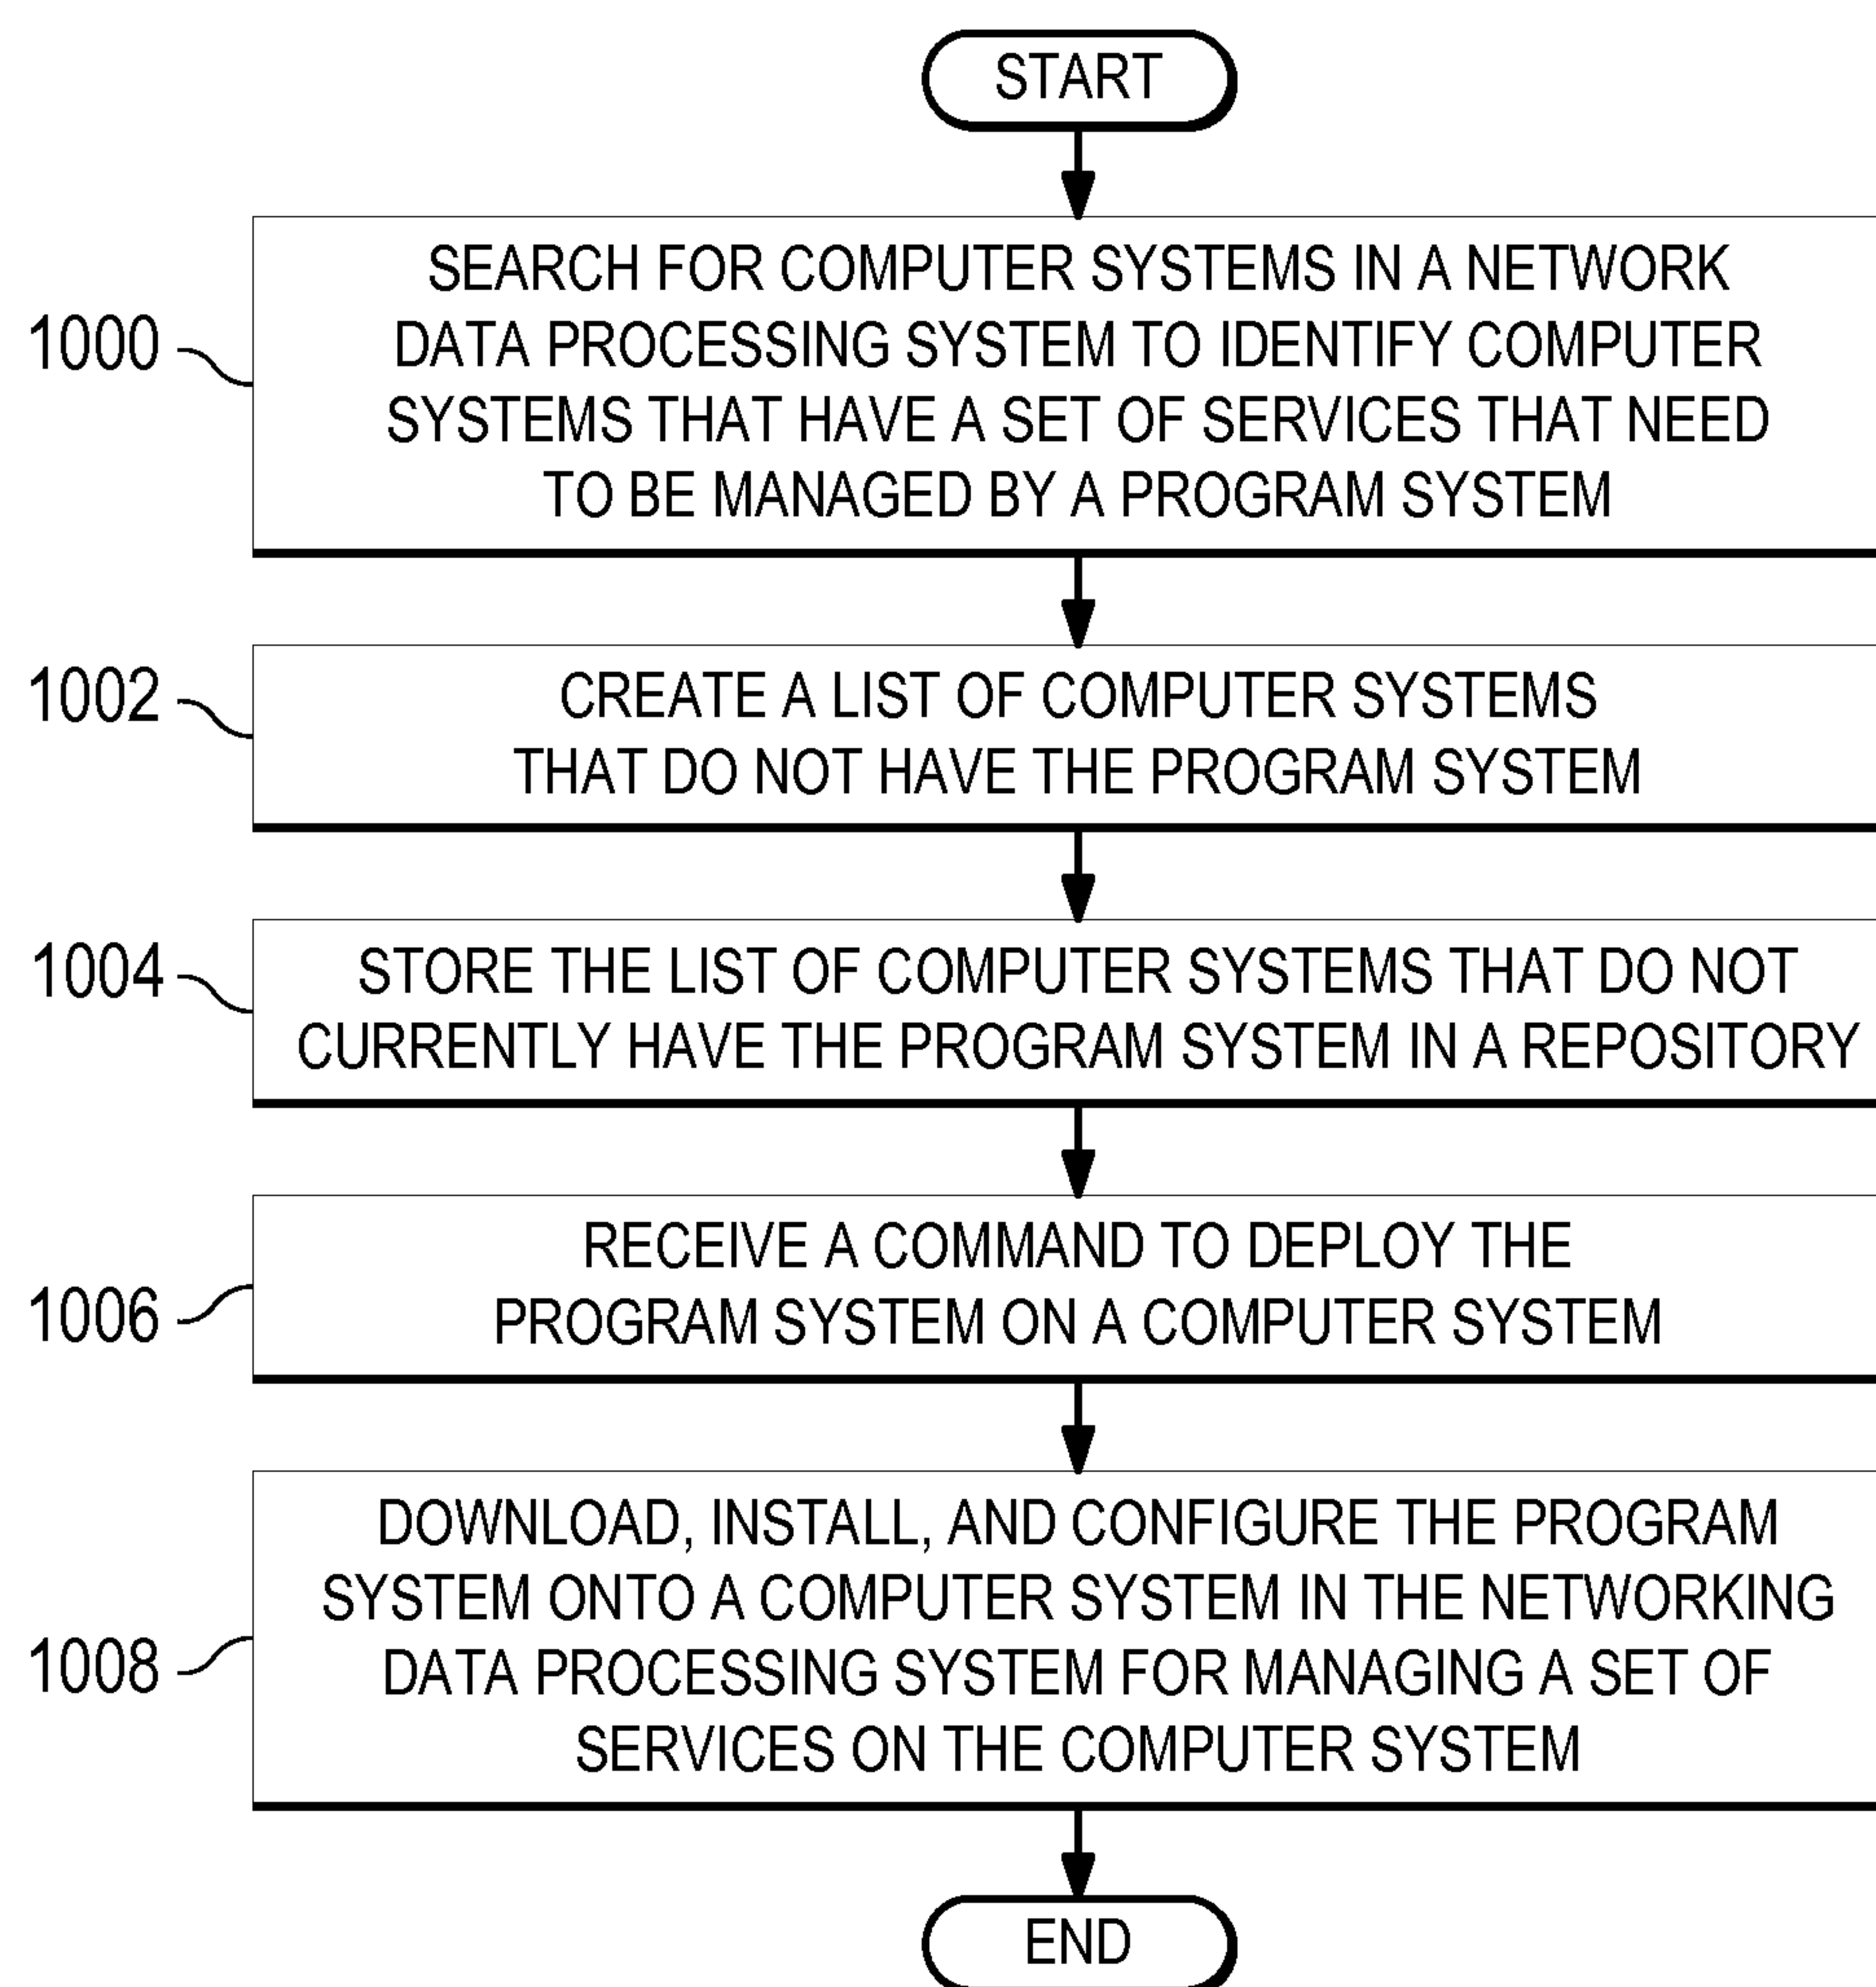 START
1000
SEARCH FOR COMPUTER SYSTEMS IN A NETWORK
DATA PROCESSING SYSTEM TO IDENTIFY COMPUTER
SYSTEMS THAT HAVE A SET OF SERVICES THAT NEED
TO BE MANAGED BY A PROGRAM SYSTEM
1002
CREATE A LIST OF COMPUTER SYSTEMS
THAT DO NOT HAVE THE PROGRAM SYSTEM
1004
STORE THE LIST OF COMPUTER SYSTEMS THAT DO NOT
CURRENTLY HAVE THE PROGRAM SYSTEM IN A REPOSITORY
1006
RECEIVE A COMMAND TO DEPLOY THE
PROGRAM SYSTEM ON A COMPUTER SYSTEM
1008
DOWNLOAD, INSTALL, AND CONFIGURE THE PROGRAM
SYSTEM ONTO A COMPUTER SYSTEM IN THE NETWORKING
DATA PROCESSING SYSTEM FOR MANAGING A SET OF
SERVICES ON THE COMPUTER SYSTEM
END